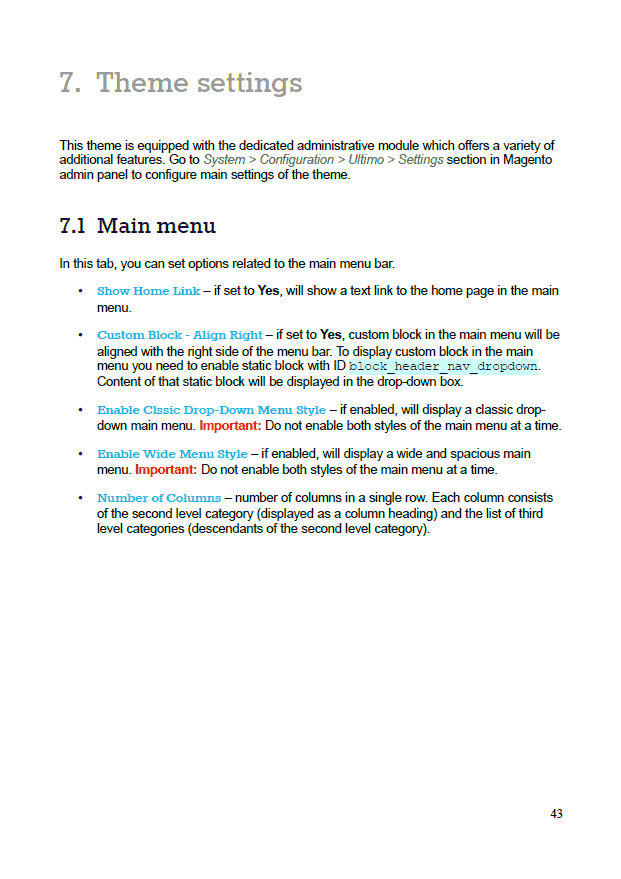 7. Theme settings
This theme is equipped with the dedicated administrative module which offers a variety of
additional features. Go to System > Configuration > Ultimo > Settings section in Magento
admin panel to configure main settings of the theme.
7.1 Main menu
In this tab, you can set options related to the main menu bar.
• Show Home Link – if set to Yes, will show a text link to the home page in the main
menu.
• Custom Block - Align Right – if set to Yes, custom block in the main menu will be
aligned with the right side of the menu bar. To display custom block in the main
menu you need to enable static block with ID block_header_nav_dropdown.
Content of that static block will be displayed in the drop-down box.
• Enable Clssic Drop-Down Menu Style – if enabled, will display a classic drop-
down main menu. Important: Do not enable both styles of the main menu at a time.
• Enable Wide Menu Style – if enabled, will display a wide and spacious main
menu. Important: Do not enable both styles of the main menu at a time.
• Number of Columns – number of columns in a single row. Each column consists
of the second level category (displayed as a column heading) and the list of third
level categories (descendants of the second level category).
43